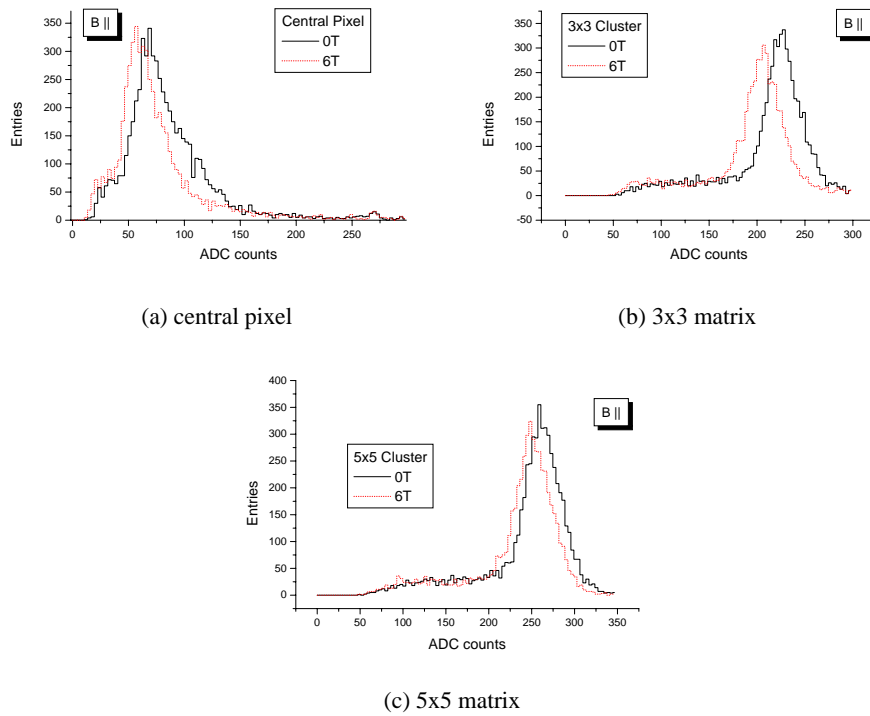 B ||
Central Pixel
0T
6T
350
300
250
200
150
100
50
0
Entries
0 50 100 150 200 250
ADC counts
(a) central pixel
3x3 Cluster
0T
6T
B ||
400
350
300
250
200
150
100
50
0
-50
Entries
0 50 100 150 200 250 300
ADC counts
(b) 3x3 matrix
B ||
5x5 Cluster
0T
6T
400
350
300
250
200
150
100
50
0
Entries
0 50 100 150 200 250 300 350
ADC counts
(c) 5x5 matrix